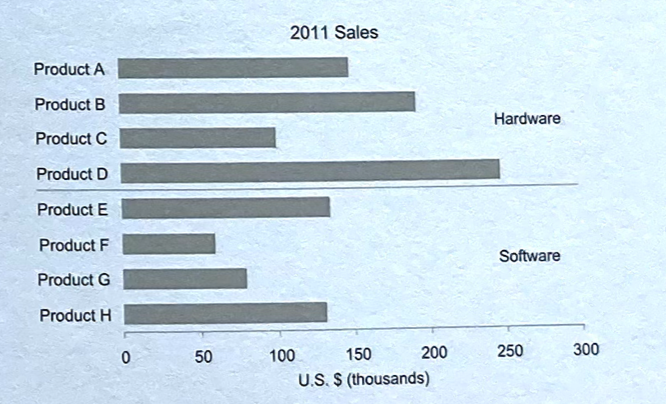 2011 Sales
Product A
Product B
Hardware
Product C
Product D
Product E
Product F
Software
Product G
Product H
0 50 100 150 200 250 300
U.S. $ (thousands)